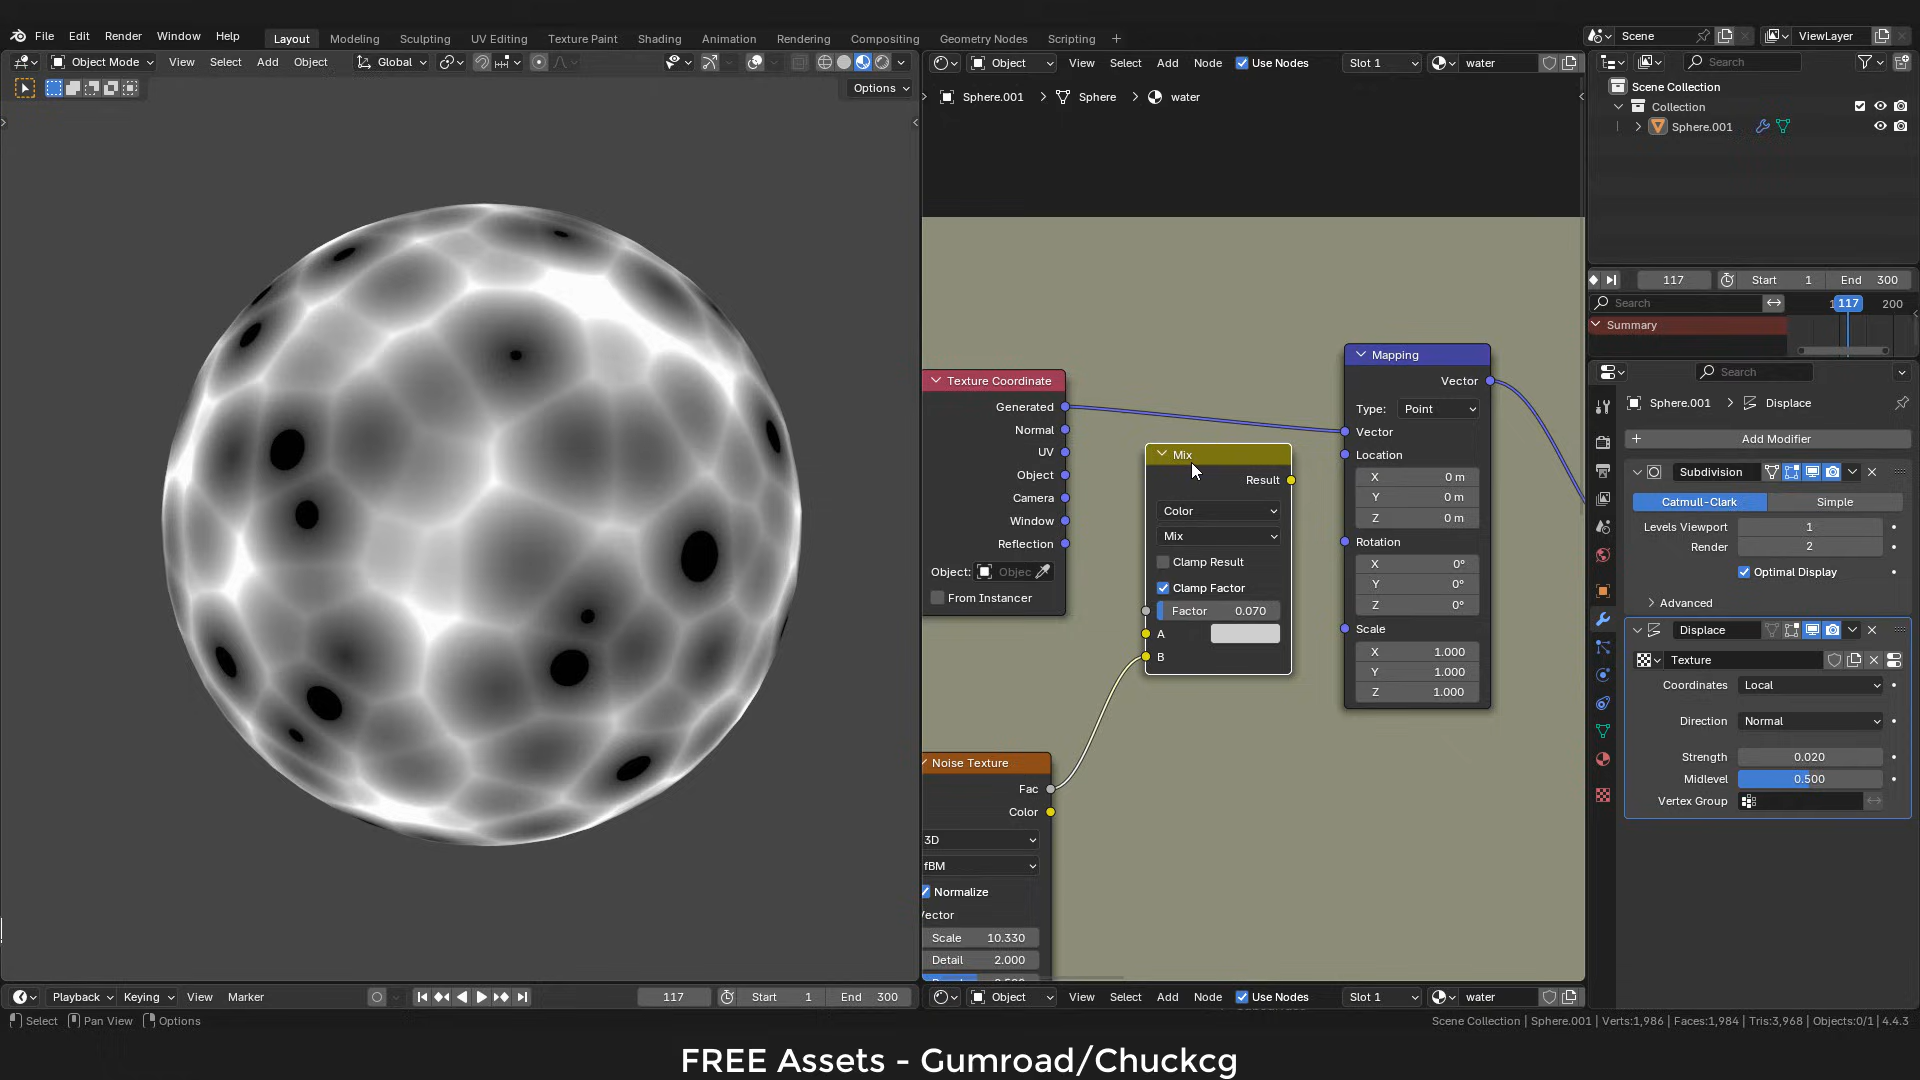 File Edit Render Window Help Layout Modeling Sculpting UV Editing Texture Paint Shading Animation Rendering Compositing Geometry Nodes Scripting + Scene ViewLayer
Object Mode View Select Add Object Global
Options
Object View Select Add Node Use Nodes Slot 1 water
Sphere.001 > Sphere > water
Texture Coordinate
Generated
Normal
UV
Object
Camera
Window
Reflection
Object: Objec
From Instancer
Mix
Result
Color
Mix
Clamp Result
Clamp Factor
Factor 0.070
A
B
Mapping
Vector
Type: Point
Vector
Location
X 0 m
Y 0 m
Z 0 m
Rotation
X 0°
Y 0°
Z 0°
Scale
X 1.000
Y 1.000
Z 1.000
Noise Texture
Fac
Color
3D
fBM
Normalize
Vector
Scale 10.330
Detail 2.000
Search
Scene Collection
Collection
Sphere.001
117 Start 1 End 300
Search 117 200
Summary
Search
Sphere.001 > Displace
+ Add Modifier
Subdivision
Catmull-Clark Simple
Levels Viewport 1
Render 2
Optimal Display
Advanced
Displace
Texture
Coordinates Local
Direction Normal
Strength 0.020
Midlevel 0.500
Vertex Group
Playback Keying View Marker 117 Start 1 End 300
Object View Select Add Node Use Nodes Slot 1 water
Select Pan View Options
Scene Collection | Sphere.001 | Verts:1,986 | Faces:1,984 | Tris:3,968 | Objects:0/1 | 4.4.3
FREE Assets - Gumroad/Chuckcg